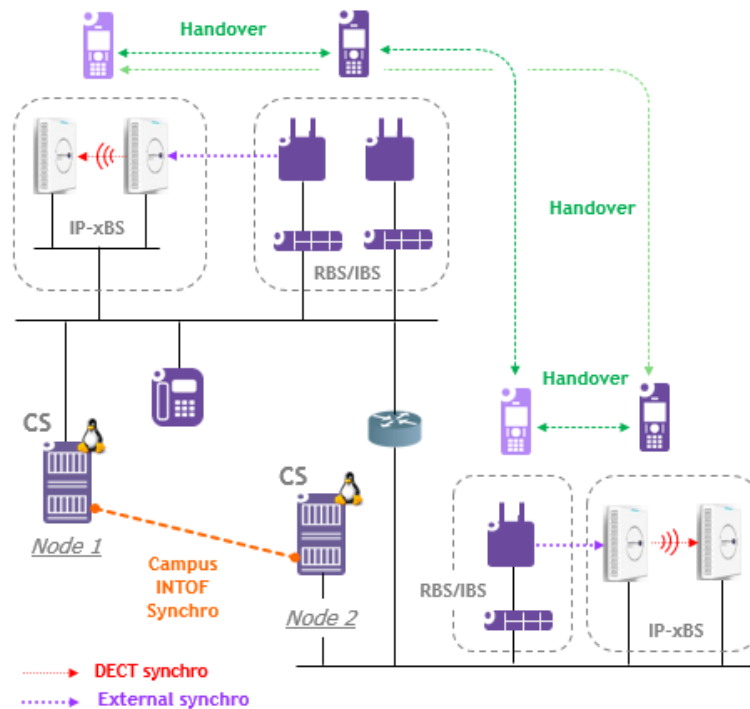 Handover
IP-xBS
RBS/IBS
Handover
Handover
CS
Node 1
CS
Node 2
Campus
INTOF
Synchro
RBS/IBS
IP-xBS
DECT synchro
External synchro